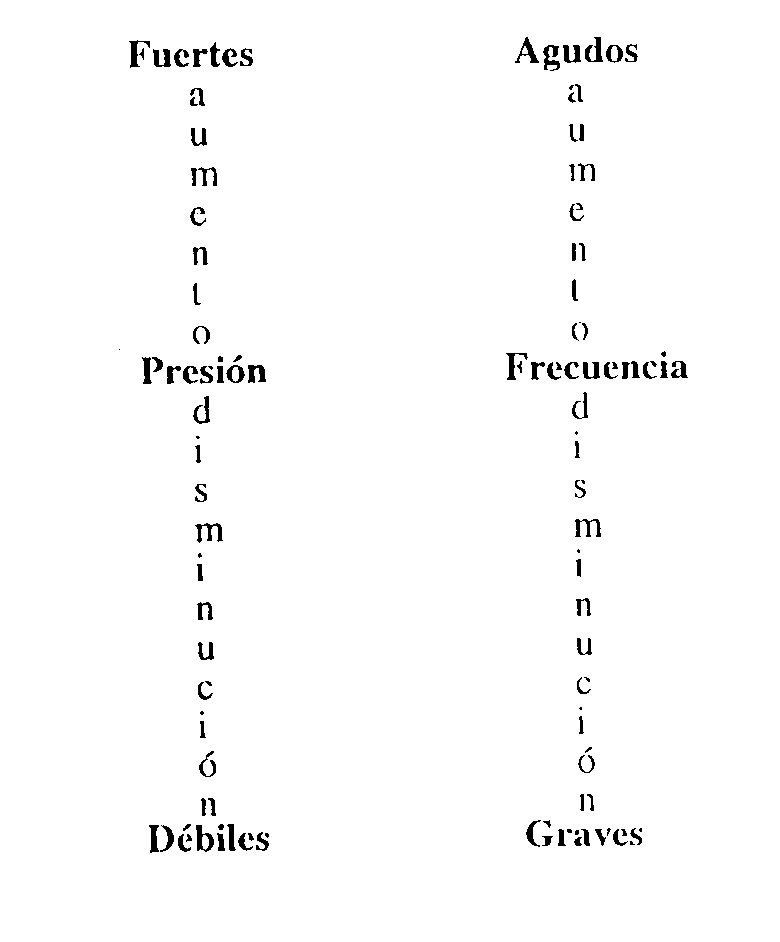 Fuertes
a
u
m
e
n
t
o
Presión
d
i
s
m
i
n
u
c
i
ó
n
Débiles
Agudos
a
u
m
e
n
t
o
Frecuencia
d
i
s
m
i
n
u
c
i
ó
n
Graves